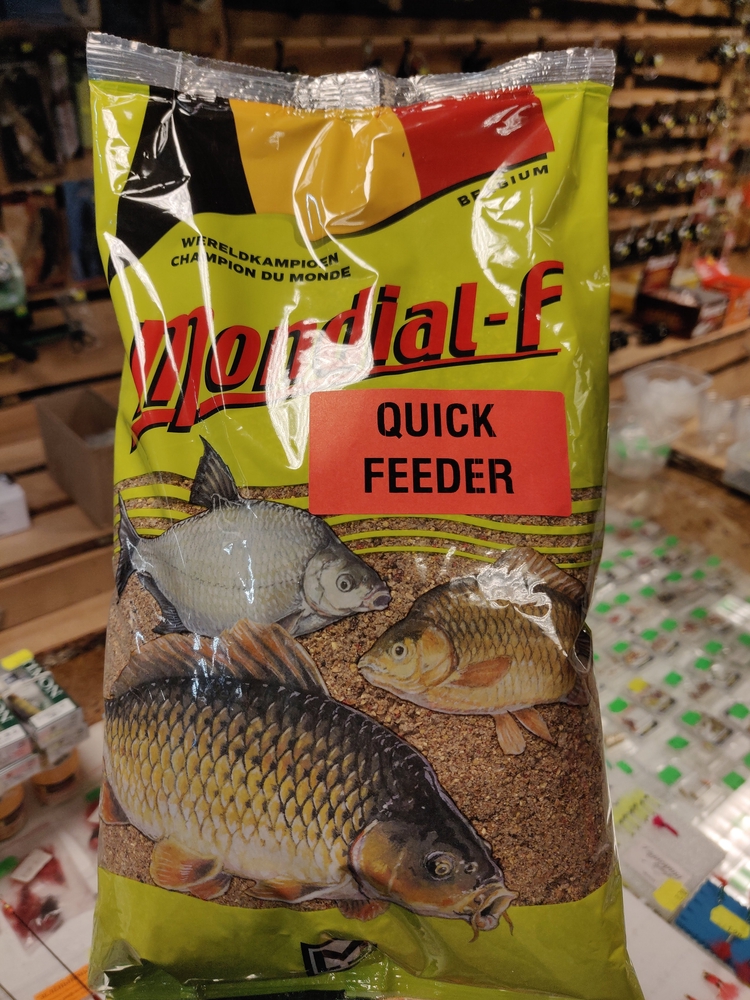 BELGIUM
WERELDKAMPIOEN
CHAMPION DU MONDE
Mondial-f
QUICK
FEEDER